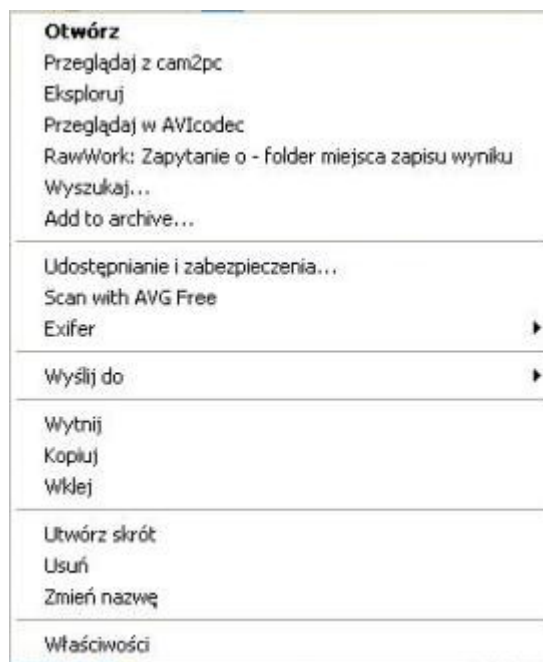 Otwórz
Przeglądaj z cam2pc
Eksploruj
Przeglądaj w AVIcodec
RawWork: Zapytanie o - folder miejsca zapisu wyniku
Wyszukaj...
Add to archive...
Udostępnianie i zabezpieczenia...
Scan with AVG Free
Exifer
Wyślij do
Wytnij
Kopiuj
Wklej
Utwórz skrót
Usuń
Zmień nazwę
Właściwości